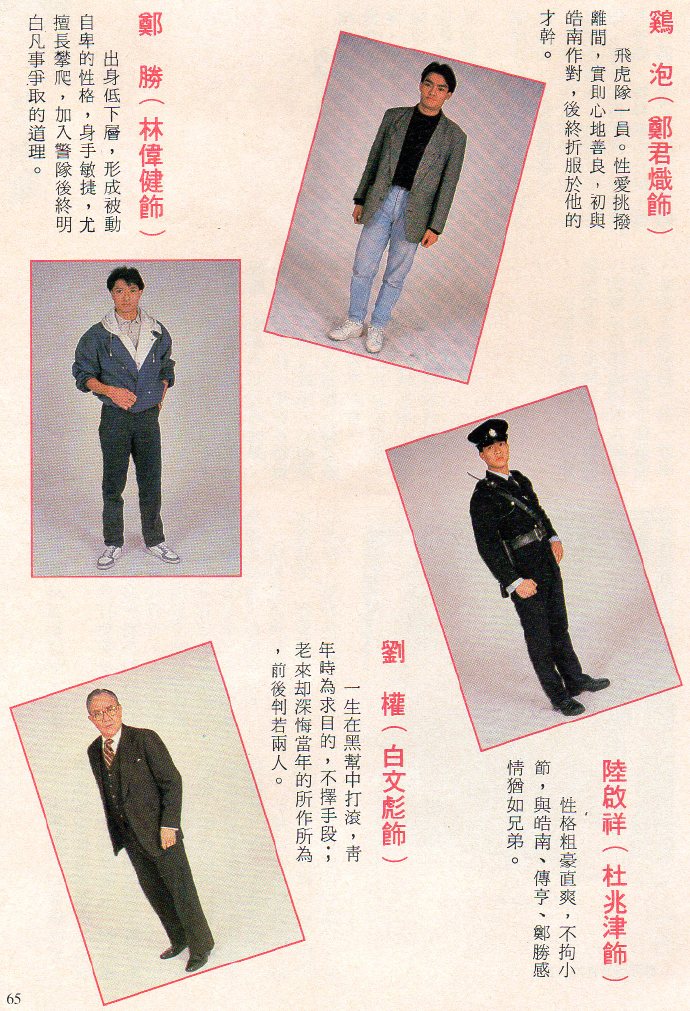 鷄　泡（鄭君熾飾）
飛虎隊一員。性愛挑撥
離間，實則心地善良，初與
皓南作對，後終折服於他的
才幹。
鄭　勝（林偉健飾）
出身低下層，形成被動
自卑的性格，身手敏捷，尤
擅長攀爬，加入警隊後終明
白凡事爭取的道理。
劉　權（白文彪飾）
一生在黑幫中打滾，靑
年時為求目的，不擇手段；
老來却深悔當年的所作所為
，前後判若兩人。
陸啟祥（杜兆津飾）
性格粗豪直爽，不拘小
節，與皓南、傳亨、鄭勝感
情猶如兄弟。
65